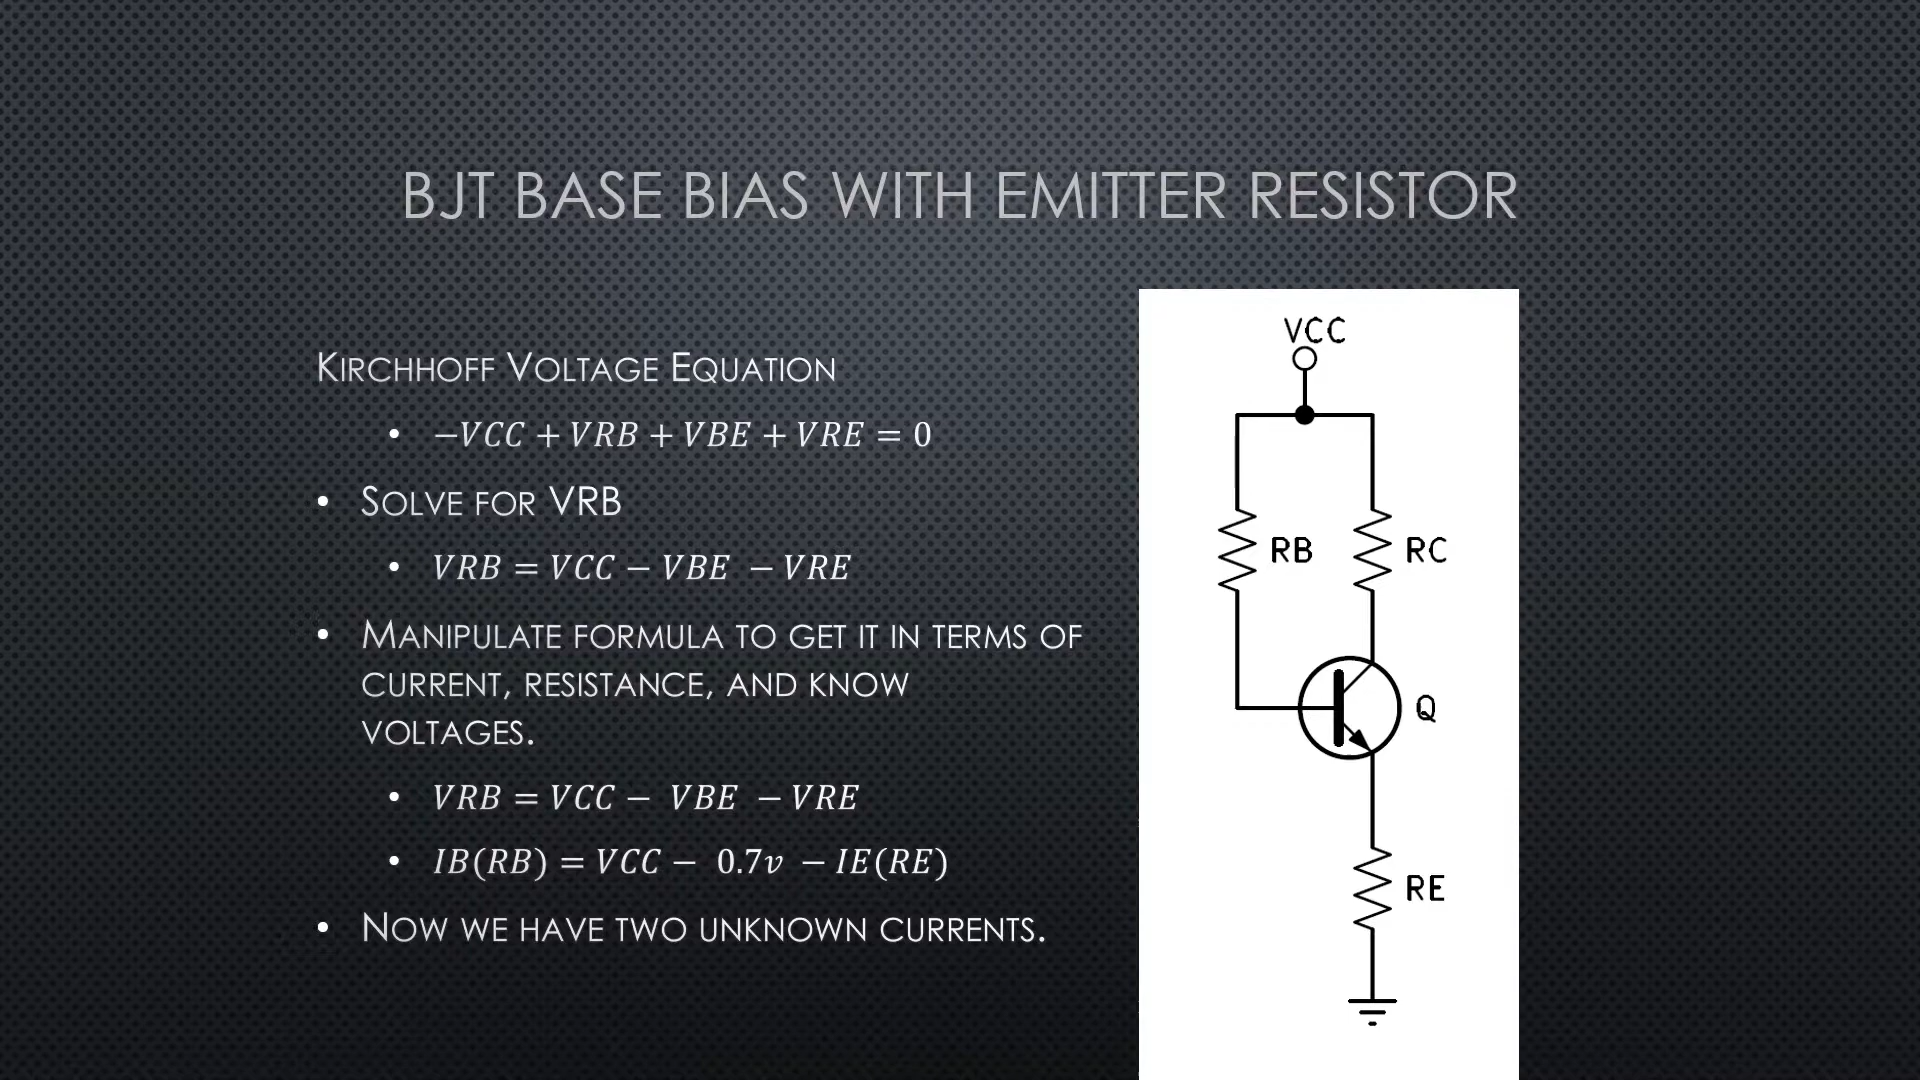 BJT BASE BIAS WITH EMITTER RESISTOR
KIRCHHOFF VOLTAGE EQUATION
• −VCC + VRB + VBE + VRE = 0
• SOLVE FOR VRB
• VRB = VCC − VBE − VRE
• MANIPULATE FORMULA TO GET IT IN TERMS OF
CURRENT, RESISTANCE, AND KNOW
VOLTAGES.
• VRB = VCC − VBE − VRE
• IB(RB) = VCC − 0.7v − IE(RE)
• NOW WE HAVE TWO UNKNOWN CURRENTS.
VCC
RB
RC
Q
RE